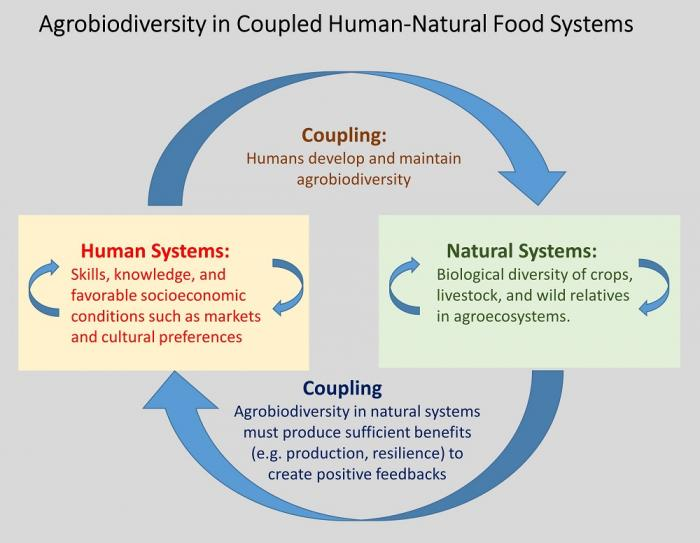 Agrobiodiversity in Coupled Human-Natural Food Systems
Coupling:
Humans develop and maintain
agrobiodiversity
Human Systems:
Skills, knowledge, and
favorable socioeconomic
conditions such as markets
and cultural preferences
Natural Systems:
Biological diversity of crops,
livestock, and wild relatives
in agroecosystems.
Coupling
Agrobiodiversity in natural systems
must produce sufficient benefits
(e.g. production, resilience) to
create positive feedbacks